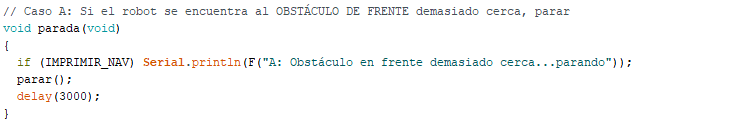 // Caso A: Si el robot se encuentra al OBSTÁCULO DE FRENTE demasiado cerca, parar
void parada(void)
{
  if (IMPRIMIR_NAV) Serial.println(F("A: Obstáculo en frente demasiado cerca...parando"));
  parar();
  delay(3000);
}